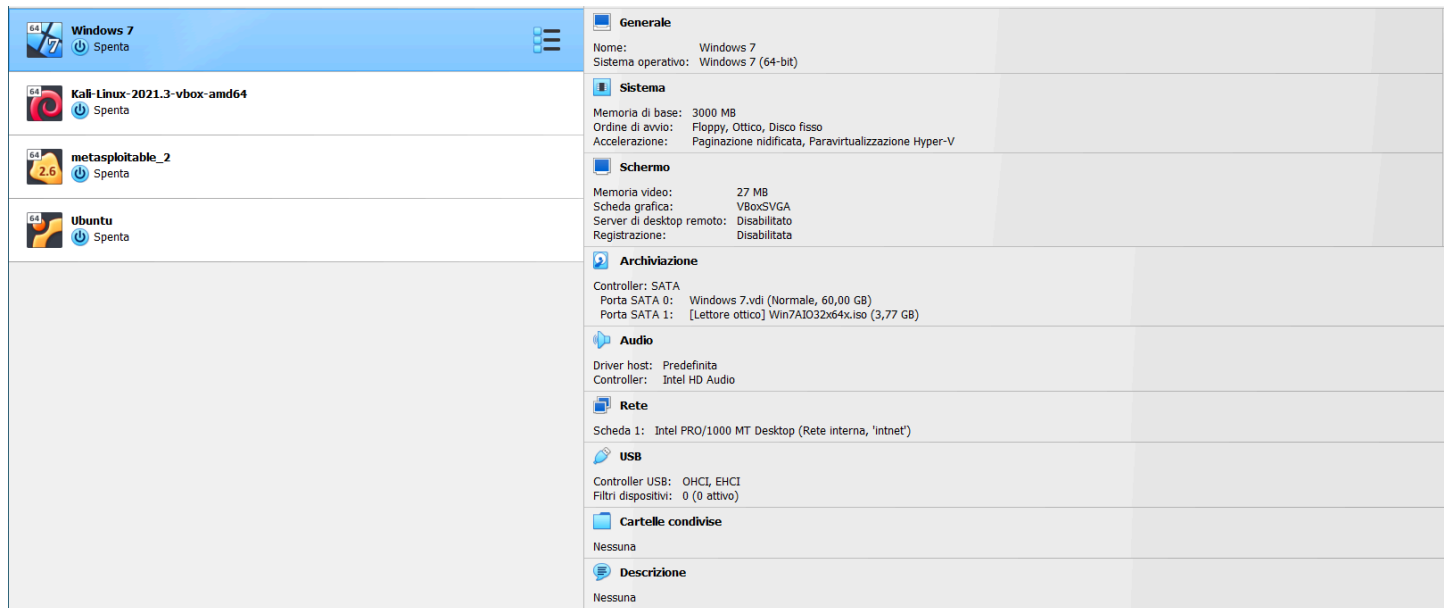 64
Windows 7
Spenta
64
Kali-Linux-2021.3-vbox-amd64
Spenta
64
2.6
metasploitable_2
Spenta
64
Ubuntu
Spenta
Generale
Nome: Windows 7
Sistema operativo: Windows 7 (64-bit)
Sistema
Memoria di base: 3000 MB
Ordine di avvio: Floppy, Ottico, Disco fisso
Accelerazione: Paginazione nidificata, Paravirtualizzazione Hyper-V
Schermo
Memoria video: 27 MB
Scheda grafica: VBoxSVGA
Server di desktop remoto: Disabilitato
Registrazione: Disabilitata
Archiviazione
Controller: SATA
Porta SATA 0: Windows 7.vdi (Normale, 60,00 GB)
Porta SATA 1: [Lettore ottico] Win7AIO32x64x.iso (3,77 GB)
Audio
Driver host: Predefinita
Controller: Intel HD Audio
Rete
Scheda 1: Intel PRO/1000 MT Desktop (Rete interna, 'intnet')
USB
Controller USB: OHCI, EHCI
Filtri dispositivi: 0 (0 attivo)
Cartelle condivise
Nessuna
Descrizione
Nessuna